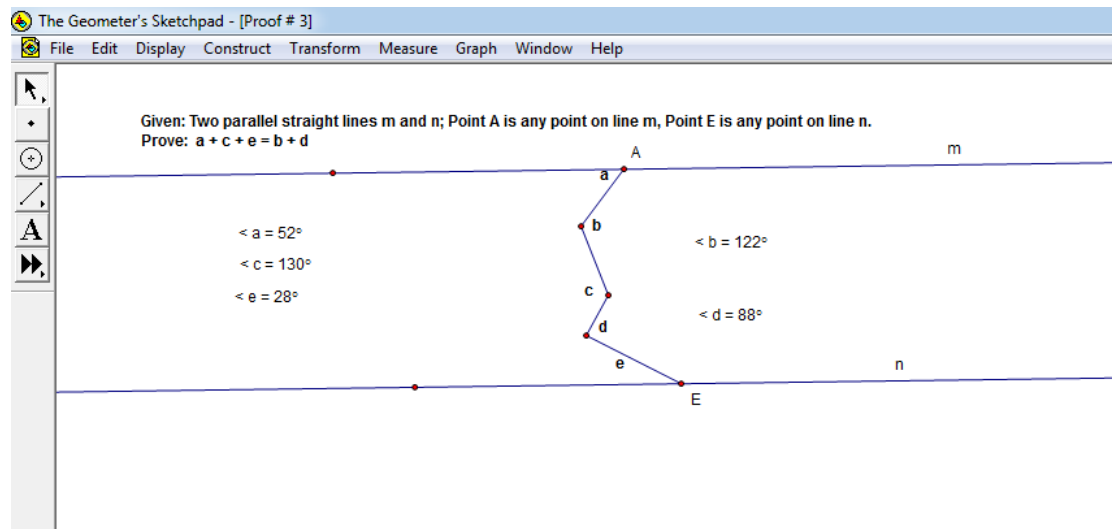 The Geometer's Sketchpad - [Proof # 3]
File Edit Display Construct Transform Measure Graph Window Help
A
Given: Two parallel straight lines m and n; Point A is any point on line m, Point E is any point on line n.
Prove: a + c + e = b + d
A
m
a
b
< a = 52°
< b = 122°
< c = 130°
c
< e = 28°
< d = 88°
d
e
n
E